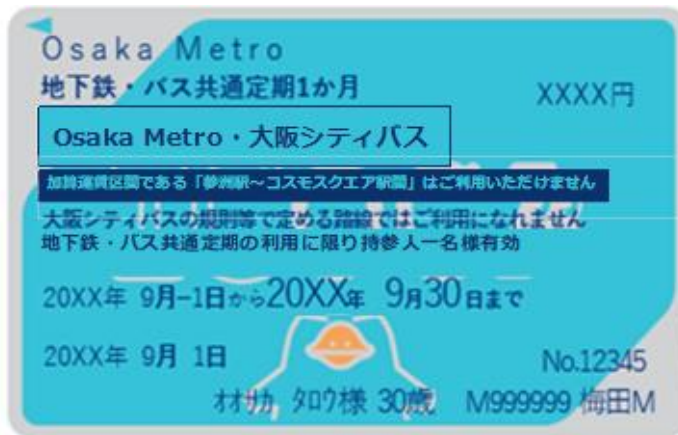 Osaka Metro
地下鉄・バス共通定期1か月
XXXX円
Osaka Metro・大阪シティバス
加算運賃区間である「夢洲駅～コスモスクエア駅間」はご利用いただけません
大阪シティバスの規則等で定める路線ではご利用になれません
地下鉄・バス共通定期の利用に限り持参人一名様有効
20XX年 9月-1日から20XX年 9月30日まで
20XX年 9月 1日
No.12345
オオサカ タロウ様 30歳 M999999 梅田M